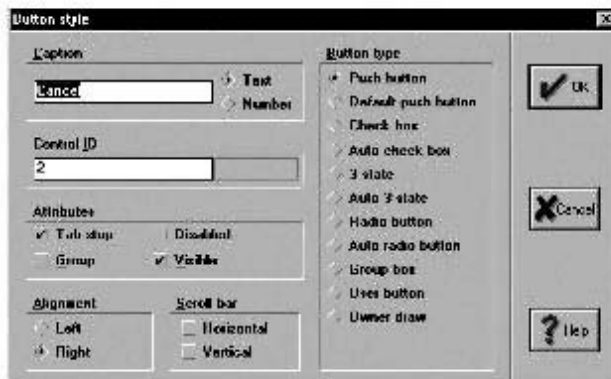 Button style
Caption
Cancel
Text
Number
Control ID
2
Attributes
Tab stop
Disabled
Group
Visible
Alignment
Left
Right
Scroll bar
Horizontal
Vertical
Button type
Push button
Default push button
Check box
Auto check box
3 state
Auto 3 state
Radio button
Auto radio button
Group box
User button
Owner draw
OK
Cancel
Help